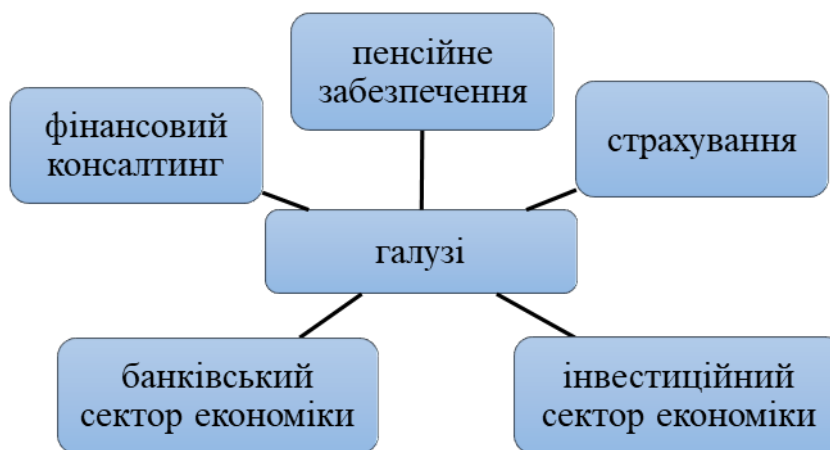 пенсійне
забезпечення
фінансовий
консалтинг
страхування
галузі
банківський
сектор економіки
інвестиційний
сектор економіки